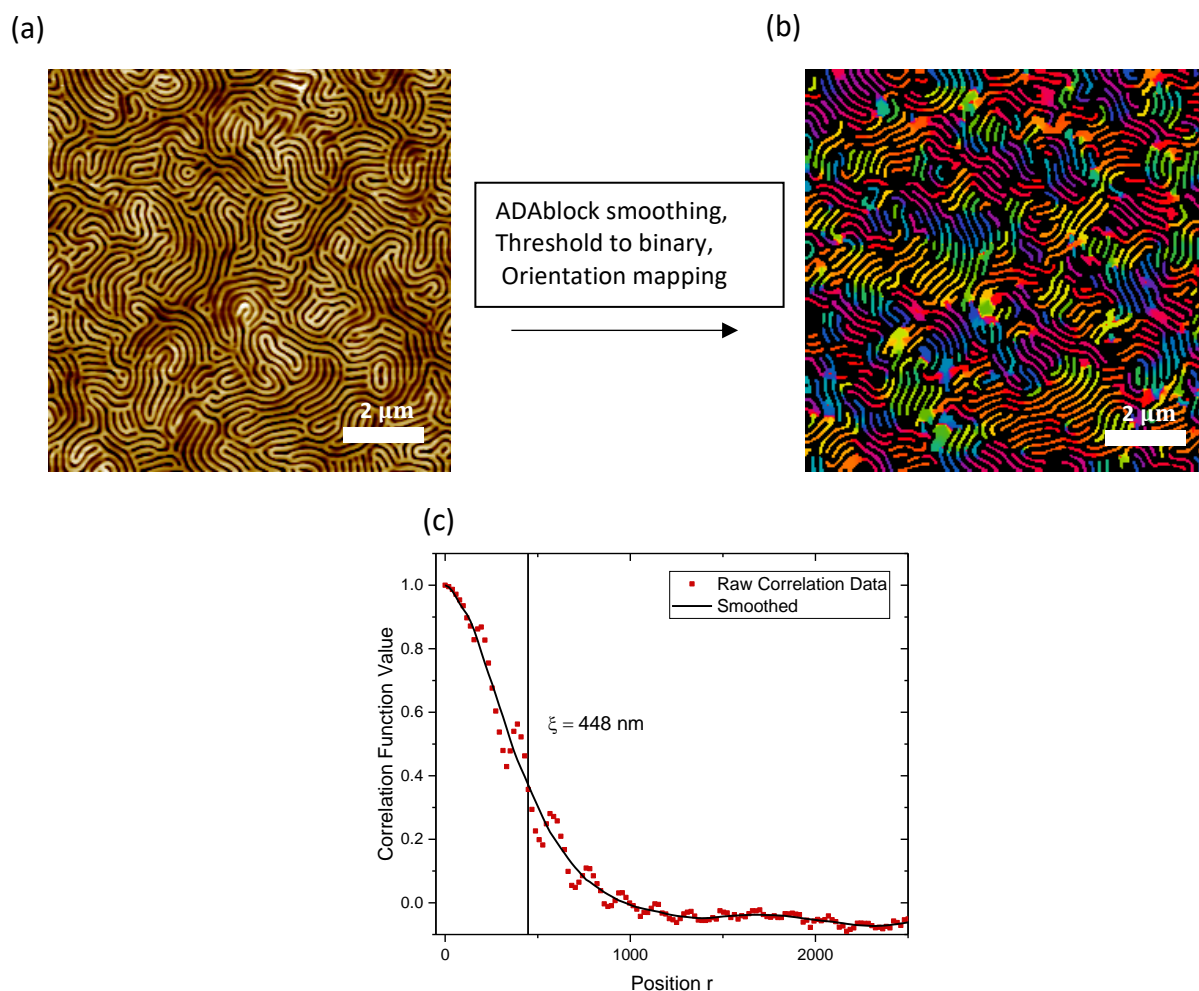 (a)
(b)
ADAblock smoothing,
Threshold to binary,
Orientation mapping
2 μm
2 μm
(c)
Raw Correlation Data
Smoothed
ξ = 448 nm
Correlation Function Value
1.0
0.8
0.6
0.4
0.2
0.0
0
1000
2000
Position r